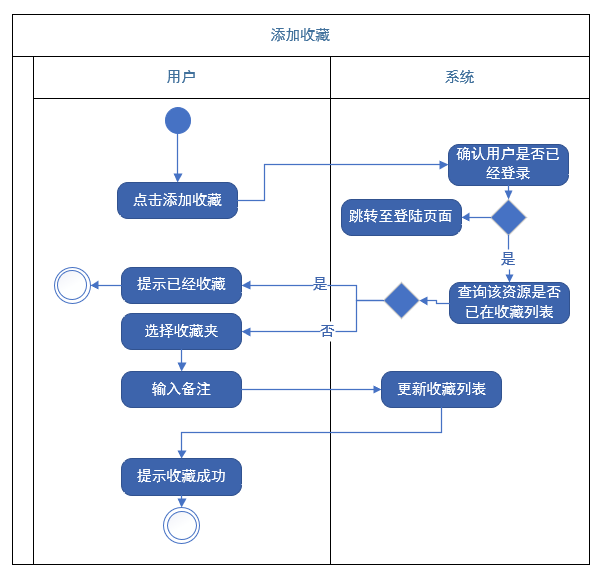 添加收藏
用户
系统
确认用户是否已
经登录
点击添加收藏
跳转至登陆页面
是
提示已经收藏
是
查询该资源是否
已在收藏列表
选择收藏夹
否
输入备注
更新收藏列表
提示收藏成功